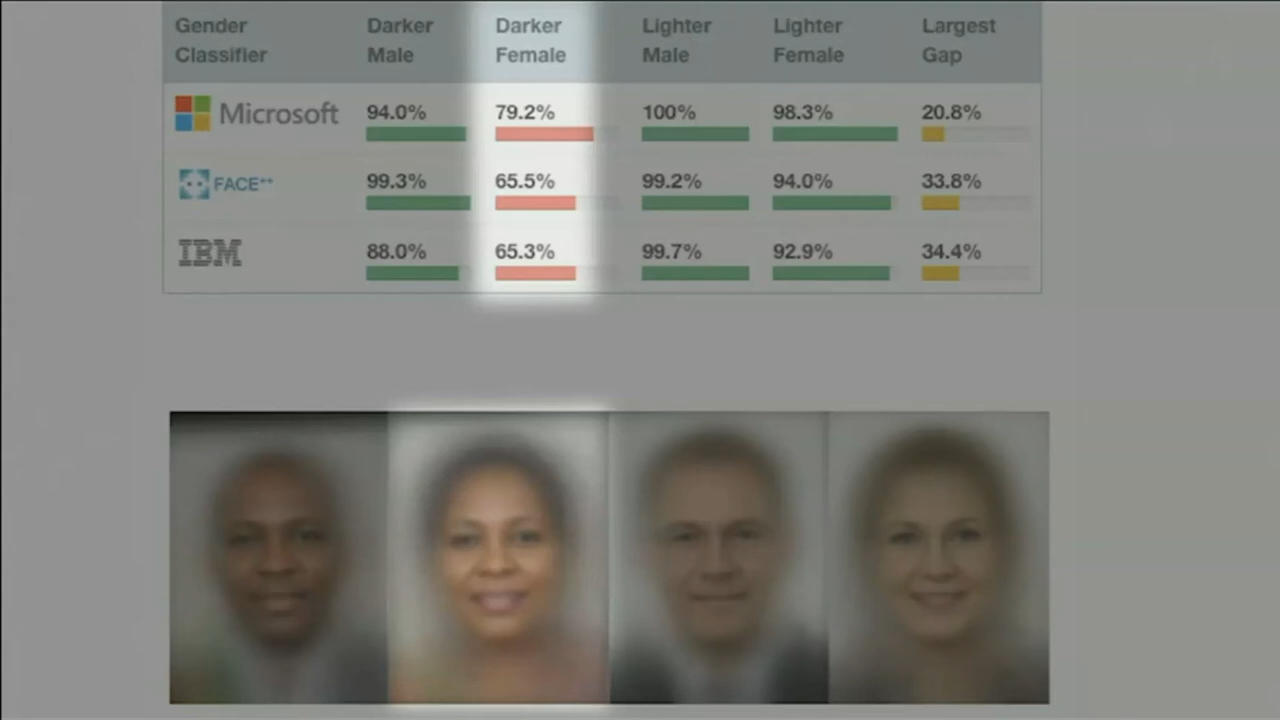 Gender Classifier Darker Male Darker Female Lighter Male Lighter Female Largest Gap
Microsoft 94.0% 79.2% 100% 98.3% 20.8%
FACE++ 99.3% 65.5% 99.2% 94.0% 33.8%
IBM 88.0% 65.3% 99.7% 92.9% 34.4%